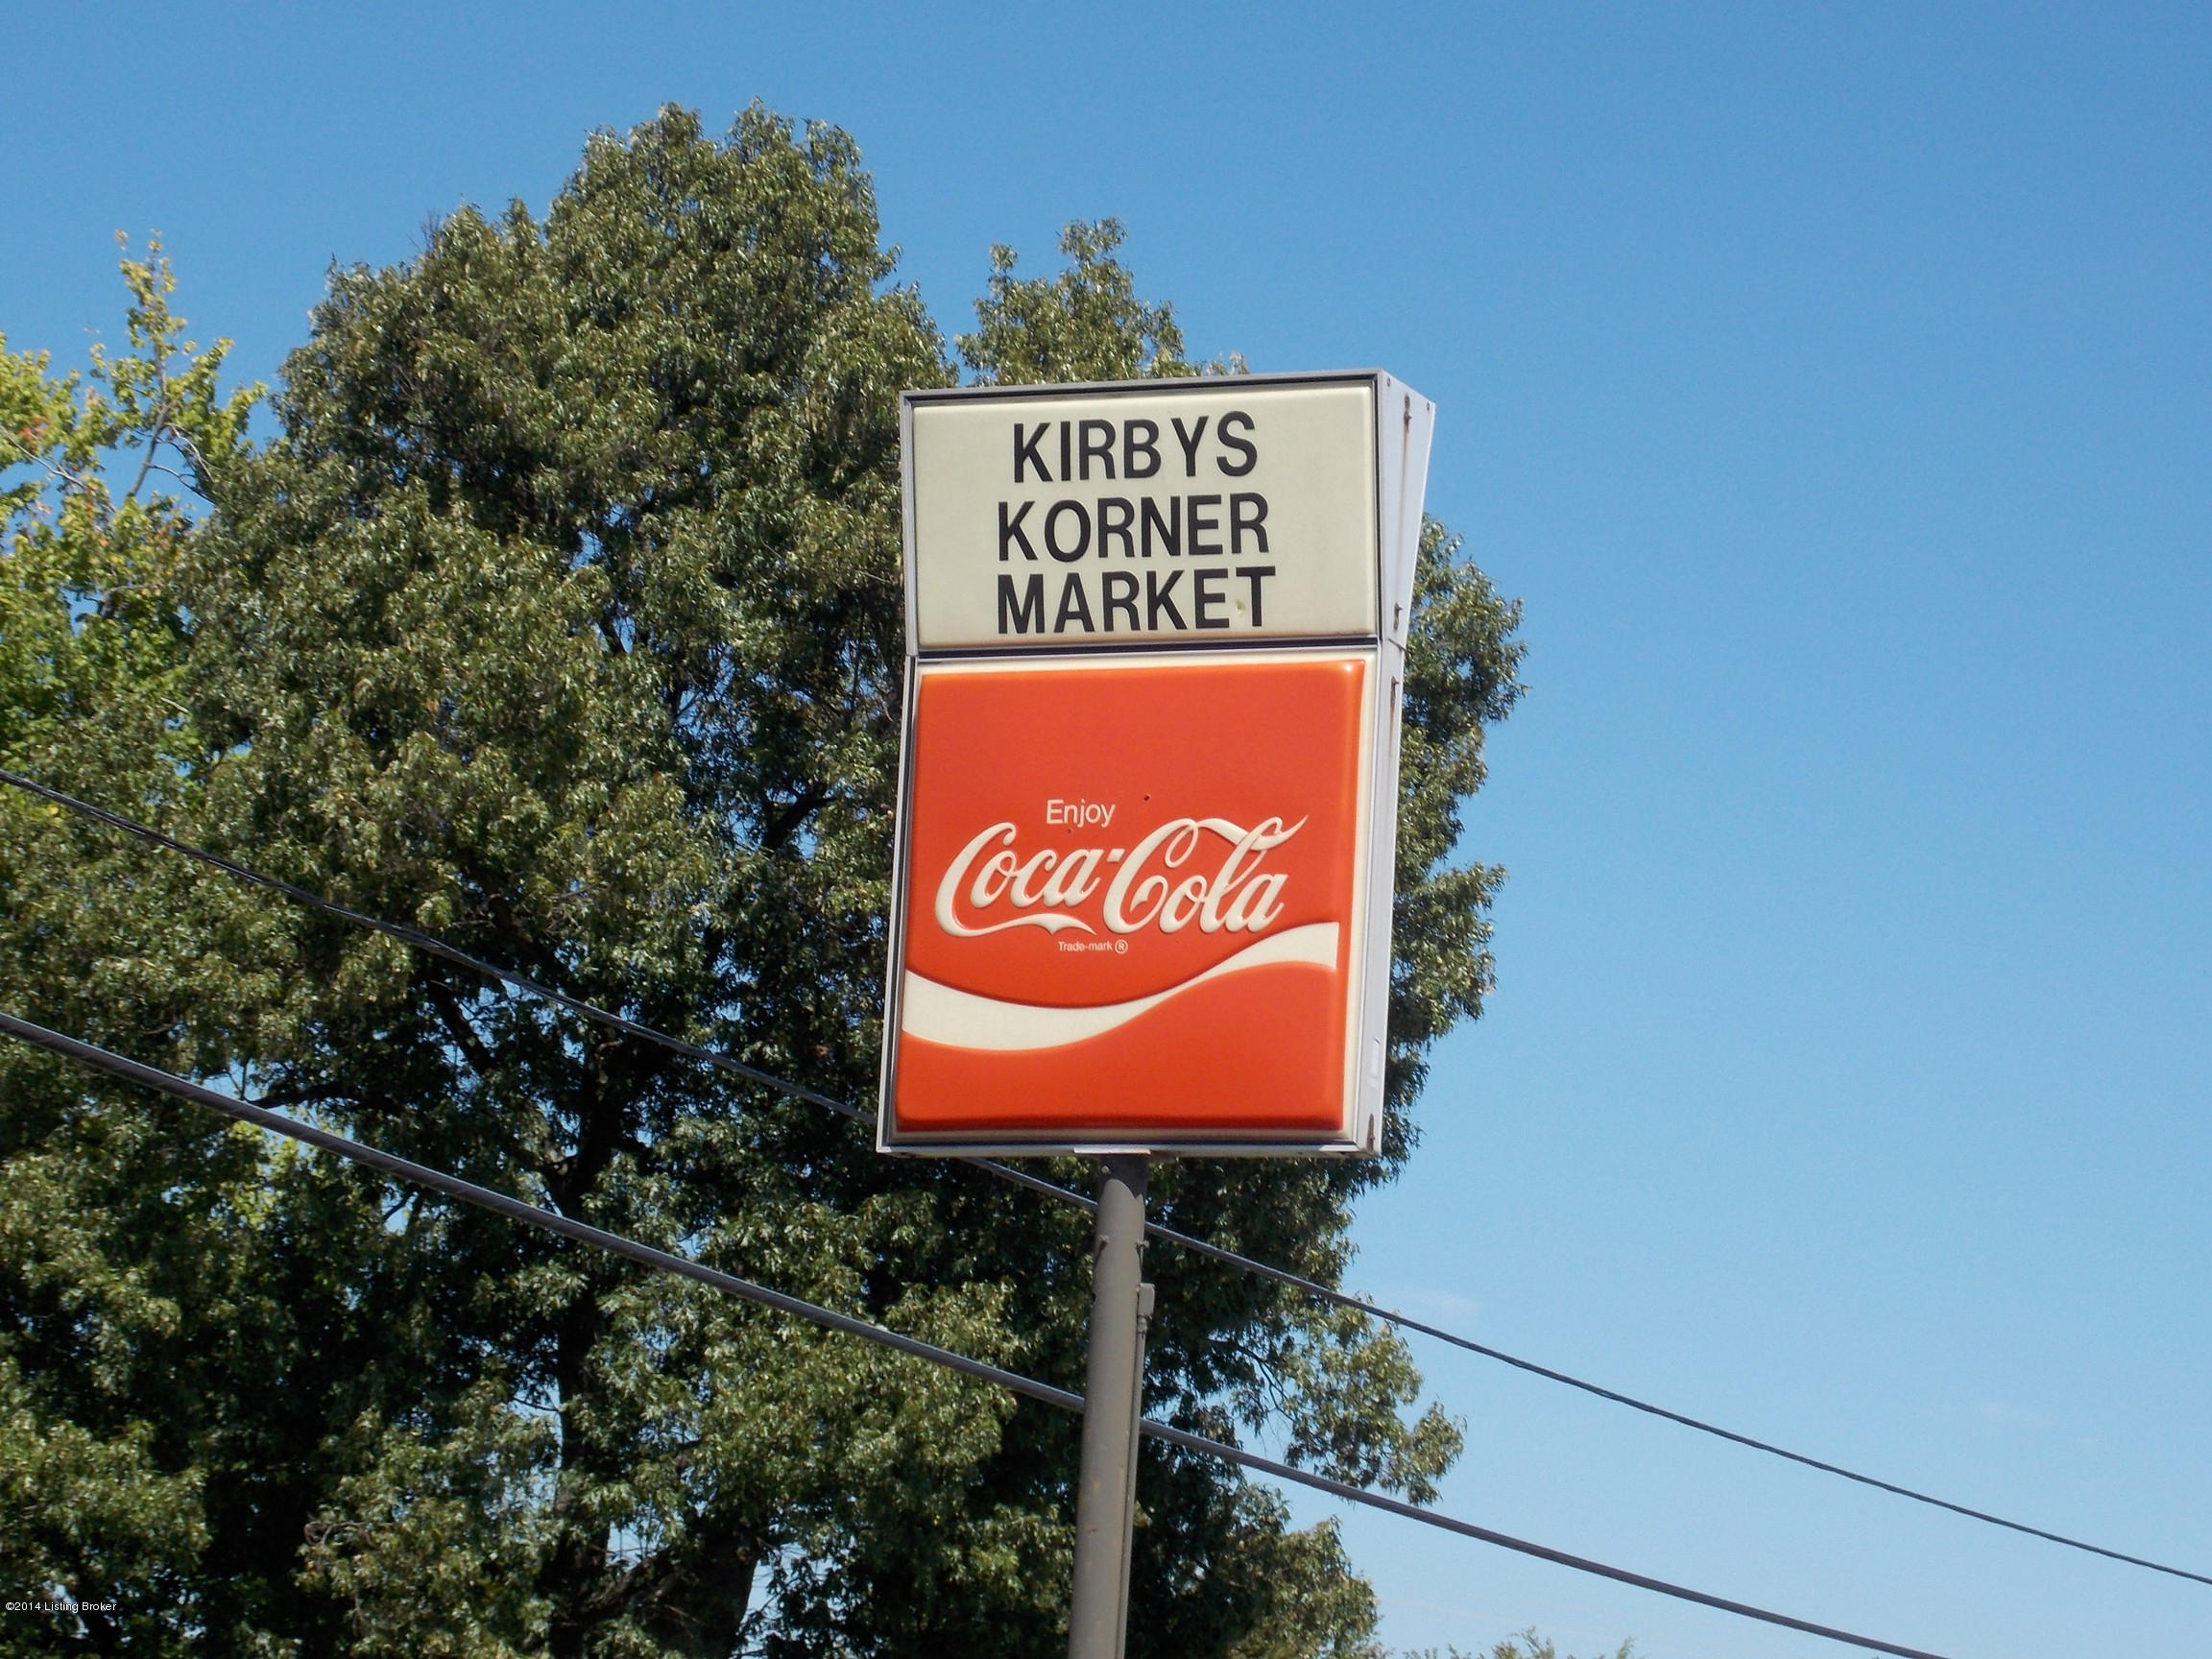 KIRBYS
KORNER
MARKET
Enjoy
Coca-Cola
Trade-mark ®
©2014 Listing Broker